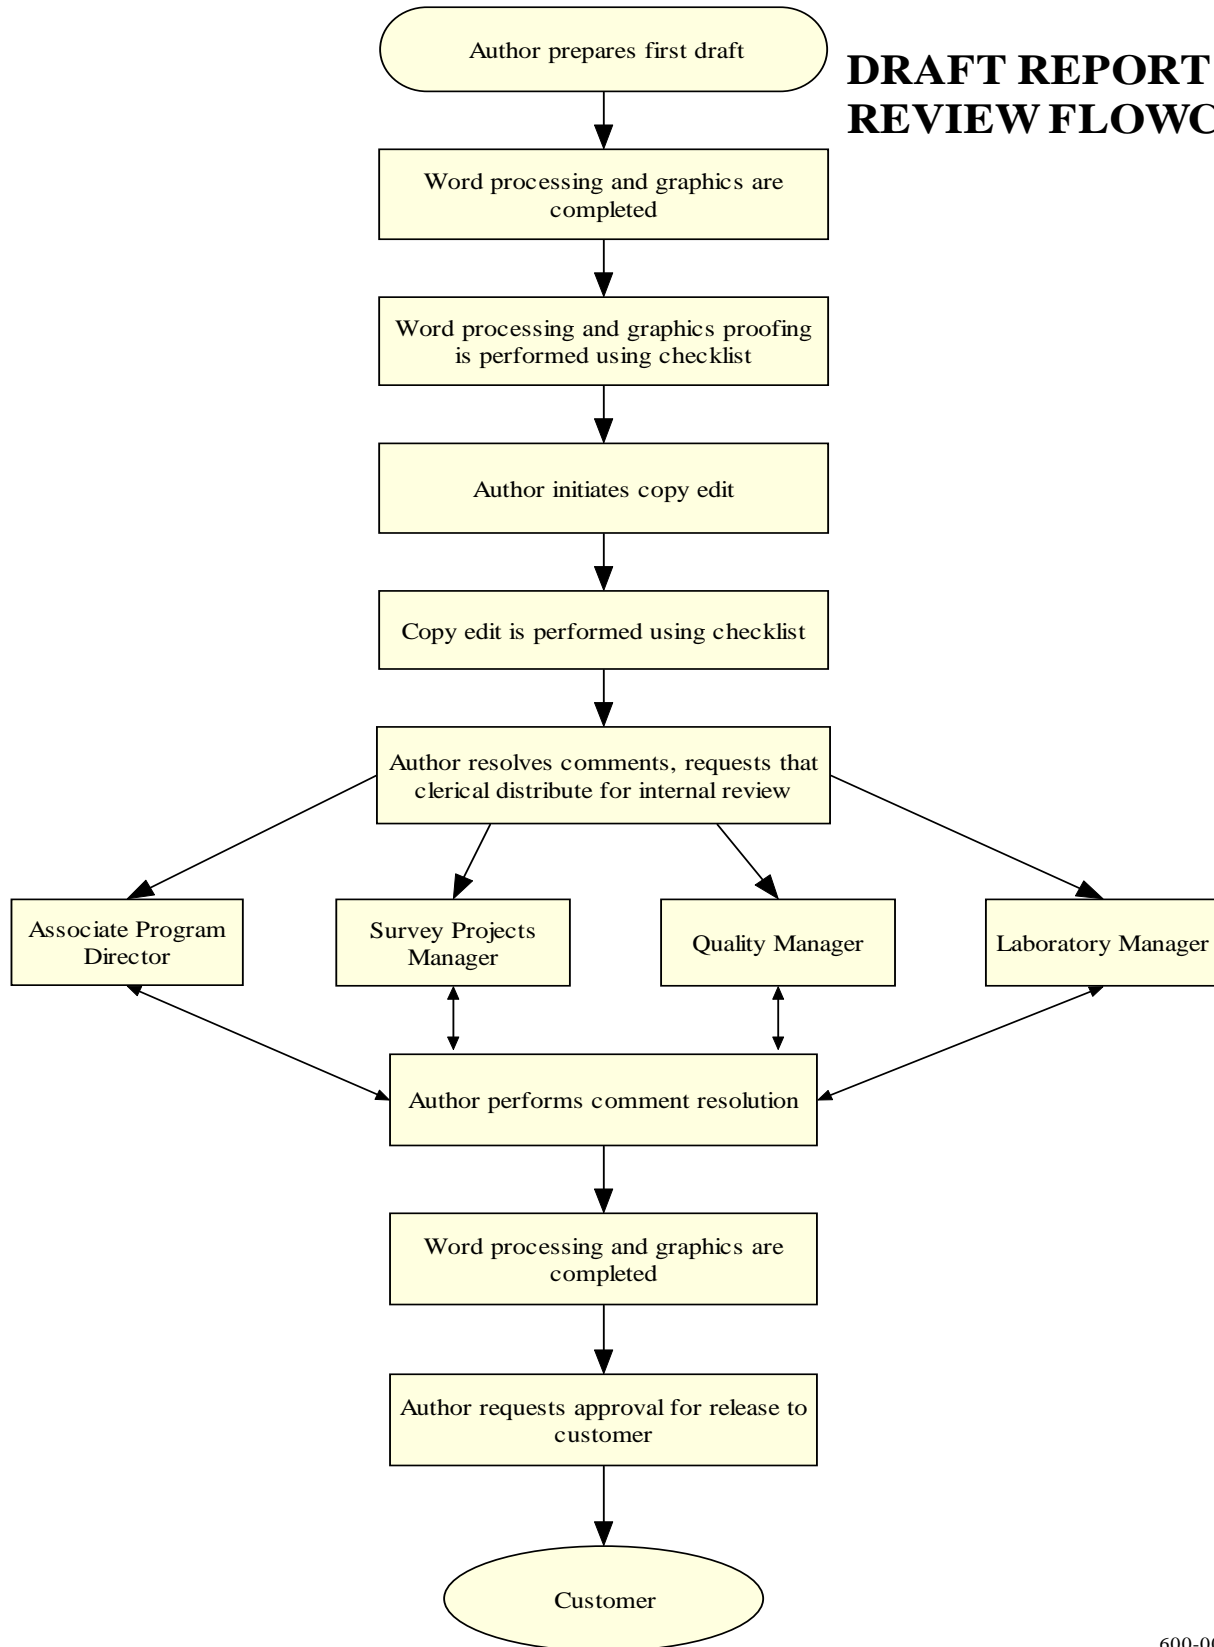 Author prepares first draft
DRAFT REPORT
REVIEW
Word processing and graphics are
completed
Word processing and graphics proofing
is performed using checklist
Author initiates copy edit
Copy edit is performed using checklist
Author resolves comments, requests that
clerical distribute for internal review
Associate Program
Director
Survey Projects
Manager
Quality Manager
Laboratory Manager
Author performs comment resolution
Word processing and graphics are
completed
Author requests approval for release to
customer
Customer